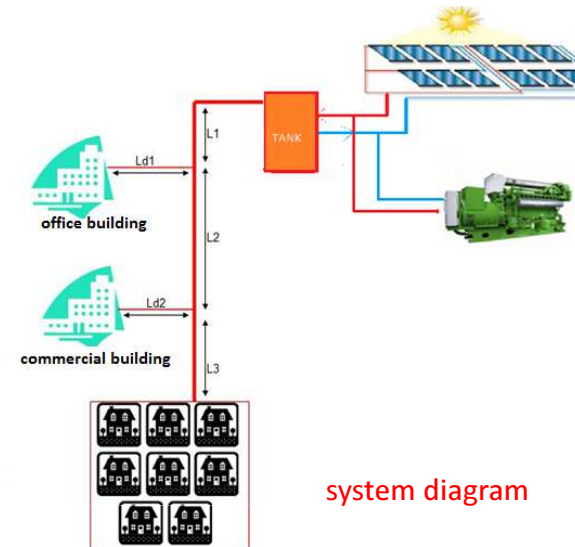 TANK
L1
Ld1
office building
L2
Ld2
commercial building
L3
system diagram